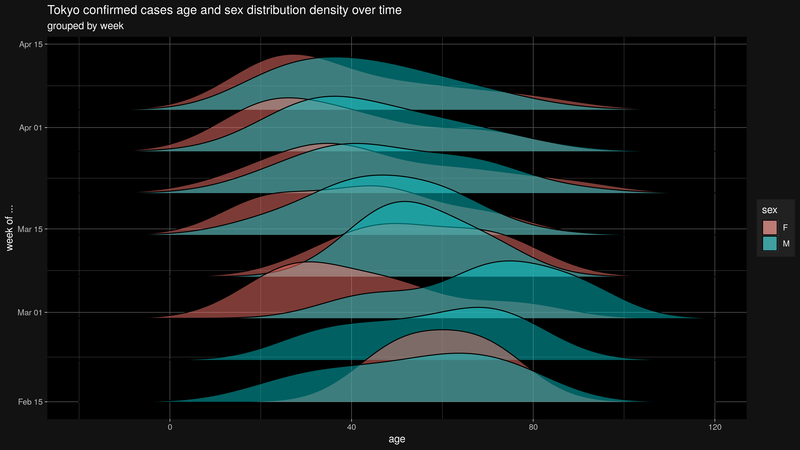 Tokyo confirmed cases age and sex distribution density over time
grouped by week
Apr 15
Apr 01
Mar 15
Mar 01
Feb 15
week of ...
0
40
80
120
age
sex
F
M